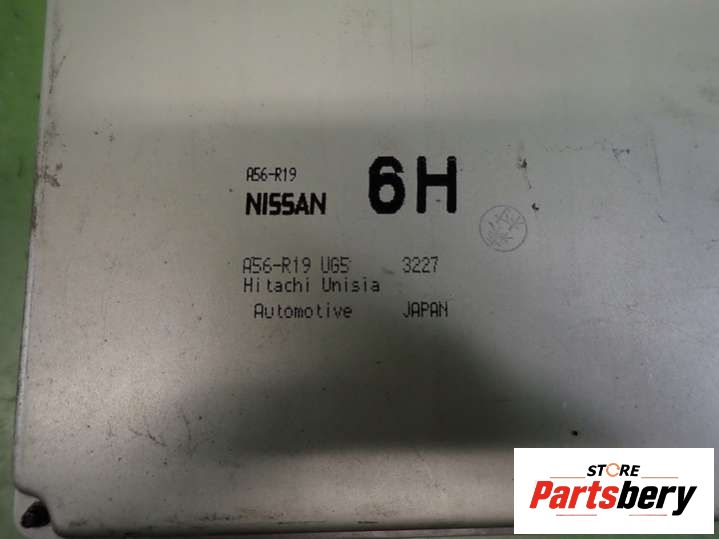 A56-R19
NISSAN 6H
A56-R19 UG5 3227
Hitachi Unisia
Automotive JAPAN
STORE
Partsbery